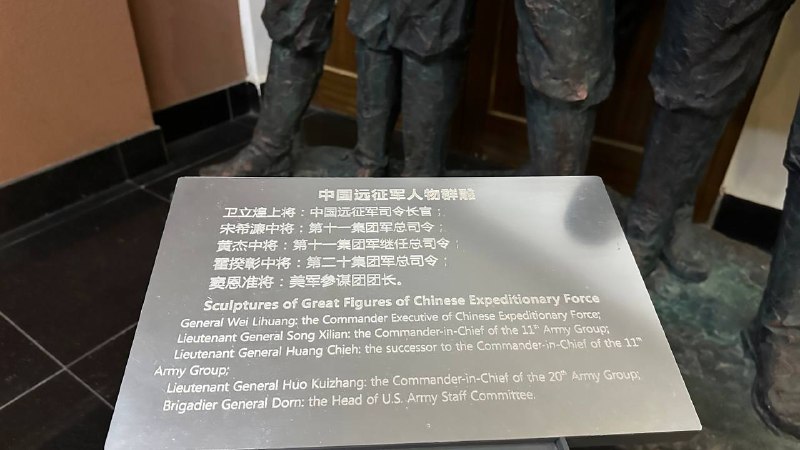 中国远征军人物群雕
卫立煌上将：中国远征军司令长官；
宋希濂中将：第十一集团军总司令；
黄杰中将：第十一集团军继任总司令；
霍揆彰中将：第二十集团军总司令；
窦恩准将：美军参谋团团长。
Sculptures of Great Figures of Chinese Expeditionary Force
General Wei Lihuang: the Commander Executive of Chinese Expeditionary Force;
Lieutenant General Song Xilian: the Commander-in-Chief of the 11th Army Group;
Lieutenant General Huang Chieh: the successor to the Commander-in-Chief of the 11th
Army Group;
Lieutenant General Huo Kuizhang: the Commander-in-Chief of the 20th Army Group;
Brigadier General Dorn: the Head of U.S. Army Staff Committee.